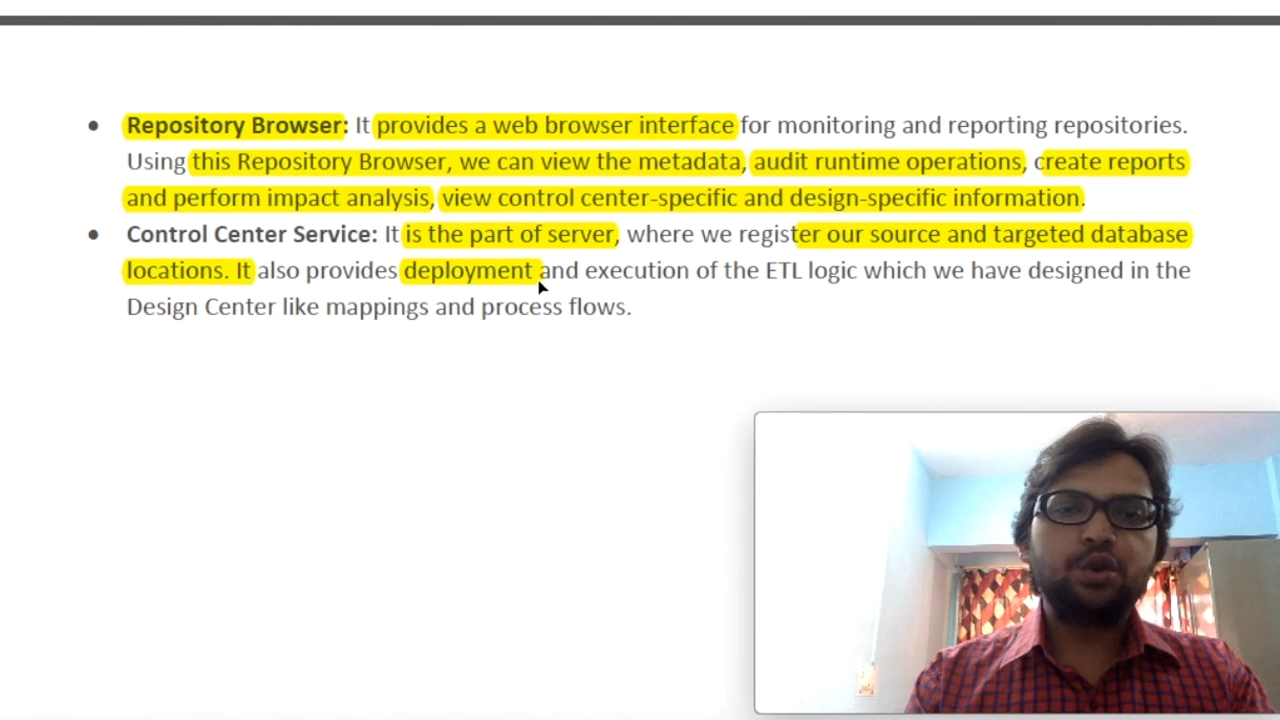 ● Repository Browser: It provides a web browser interface for monitoring and reporting repositories.
Using this Repository Browser, we can view the metadata, audit runtime operations, create reports
and perform impact analysis, view control center-specific and design-specific information.
● Control Center Service: It is the part of server, where we register our source and targeted database
locations. It also provides deployment and execution of the ETL logic which we have designed in the
Design Center like mappings and process flows.